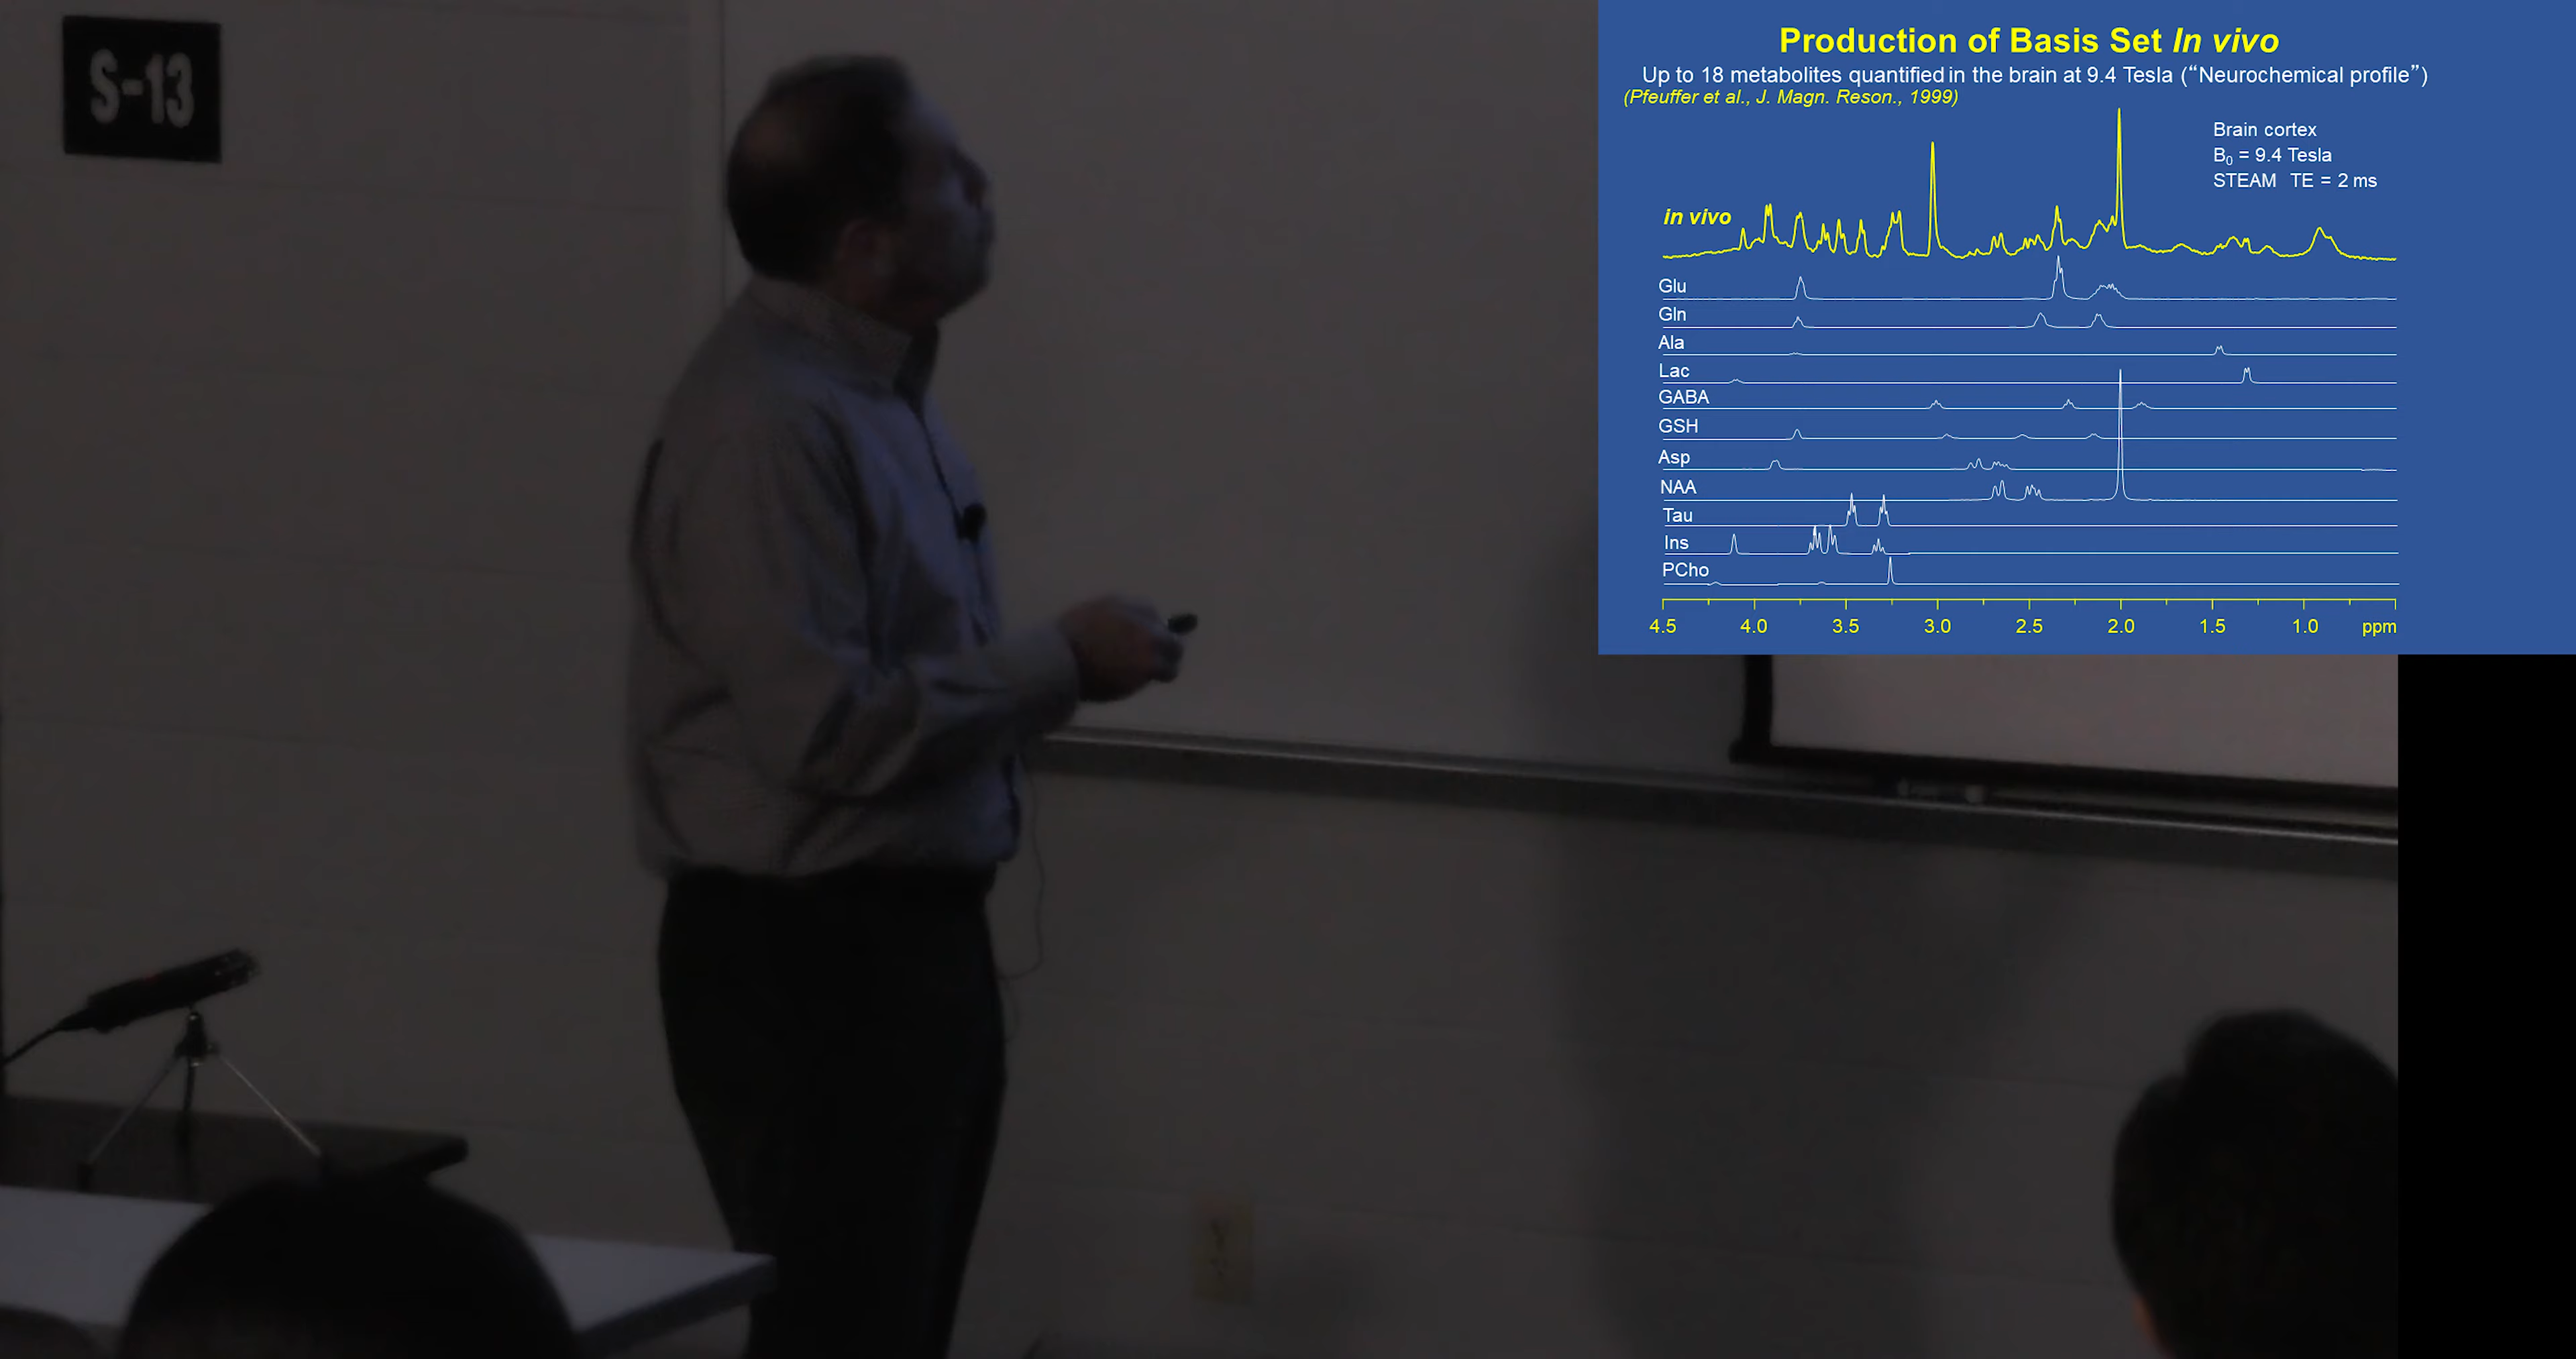 S-13
Production of Basis Set In vivo
Up to 18 metabolites quantified in the brain at 9.4 Tesla (“Neurochemical profile”)
(Pfeuffer et al., J. Magn. Reson., 1999)
Brain cortex
B0 = 9.4 Tesla
STEAM TE = 2 ms
in vivo
Glu
Gln
Ala
Lac
GABA
GSH
Asp
NAA
Tau
Ins
PCho
4.5 4.0 3.5 3.0 2.5 2.0 1.5 1.0 ppm